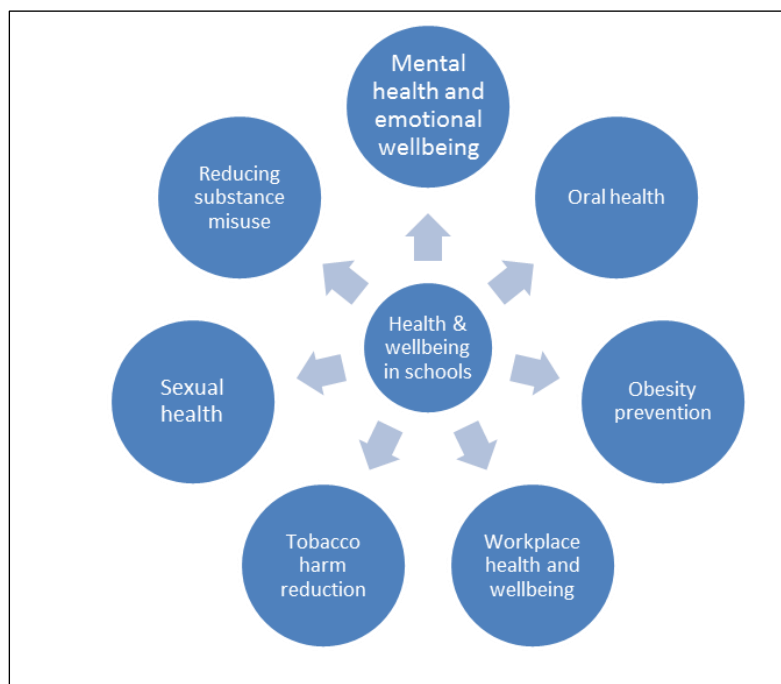 Mental
health and
emotional
wellbeing
Oral health
Obesity
prevention
Workplace
health and
wellbeing
Tobacco
harm
reduction
Sexual
health
Reducing
substance
misuse
Health &
wellbeing
in schools